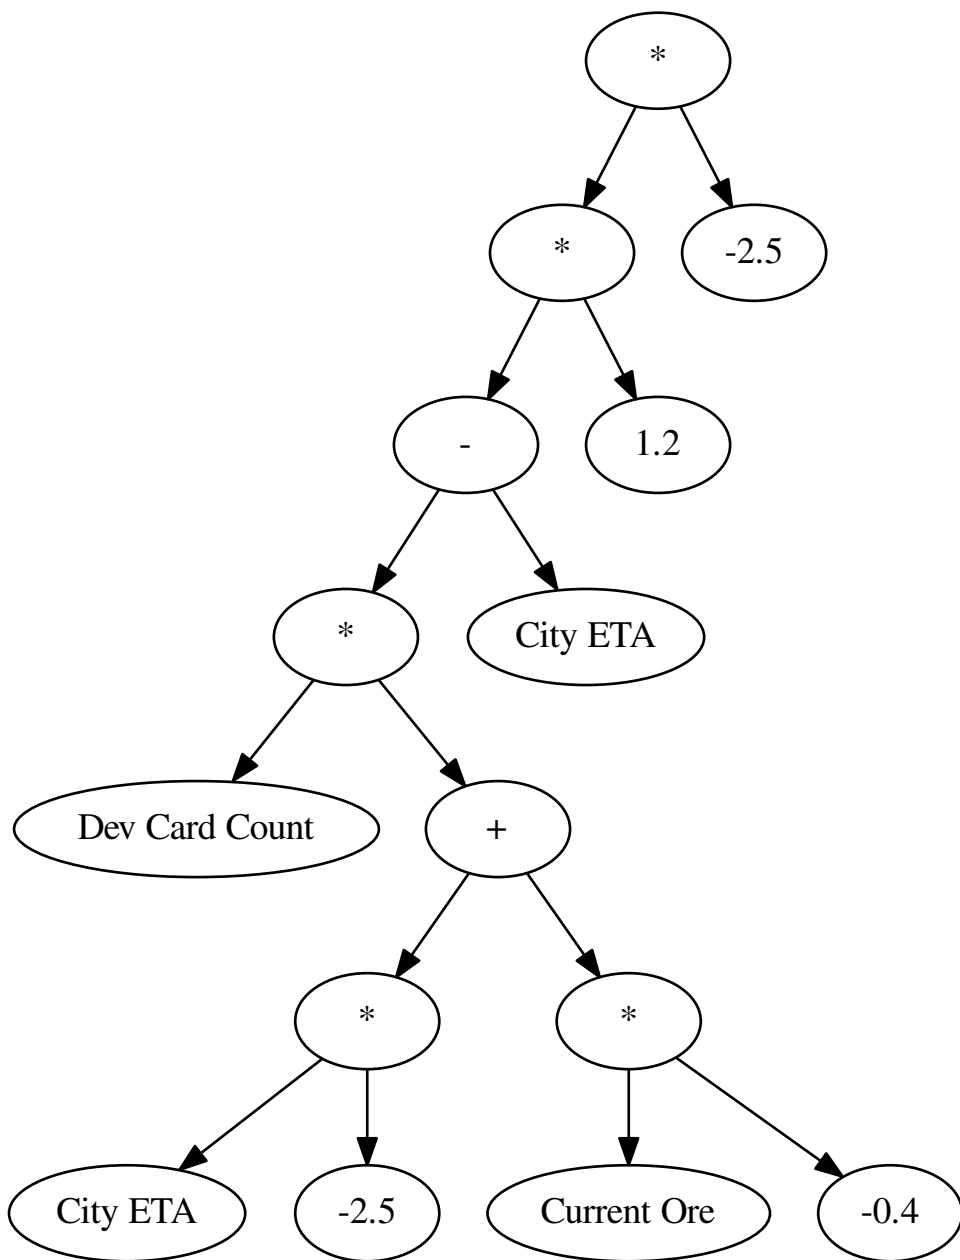 *
* -2.5
- 1.2
* City ETA
Dev Card Count +
* *
City ETA -2.5 Current Ore -0.4